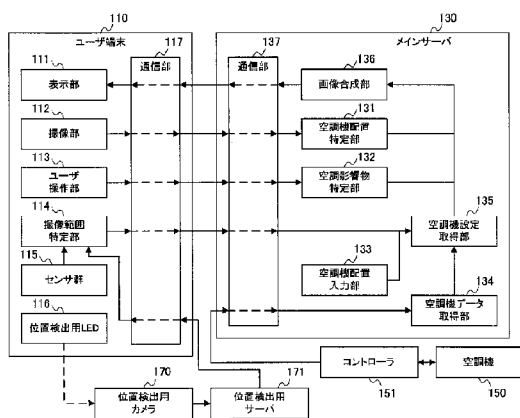 110
ユーザ端末
117
通信部
111
表示部
112
撮像部
113
ユーザ
操作部
114
撮像範囲
特定部
115
センサ群
116
位置検出用LED
130
メインサーバ
137
通信部
136
画像合成部
131
空調機配置
特定部
132
空調影響物
特定部
135
空調機設定
取得部
133
空調機配置
入力部
134
空調機データ
取得部
コントローラ
151
空調機
150
170
位置検出用
カメラ
171
位置検出用
サーバ